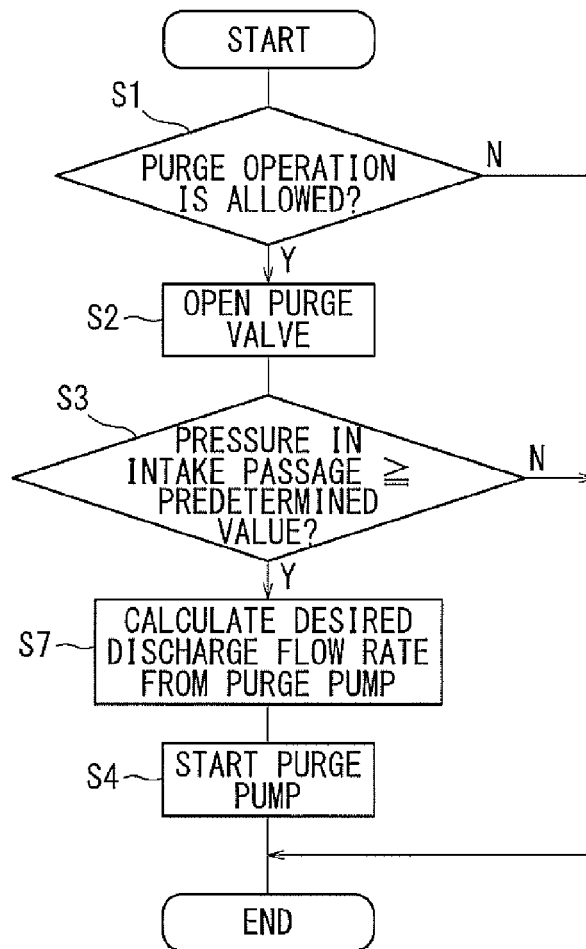 START
S1
PURGE OPERATION
IS ALLOWED?
N
Y
S2
OPEN PURGE
VALVE
S3
PRESSURE IN
INTAKE PASSAGE ≧
PREDETERMINED
VALUE?
N
Y
S7
CALCULATE DESIRED
DISCHARGE FLOW RATE
FROM PURGE PUMP
S4
START PURGE
PUMP
END